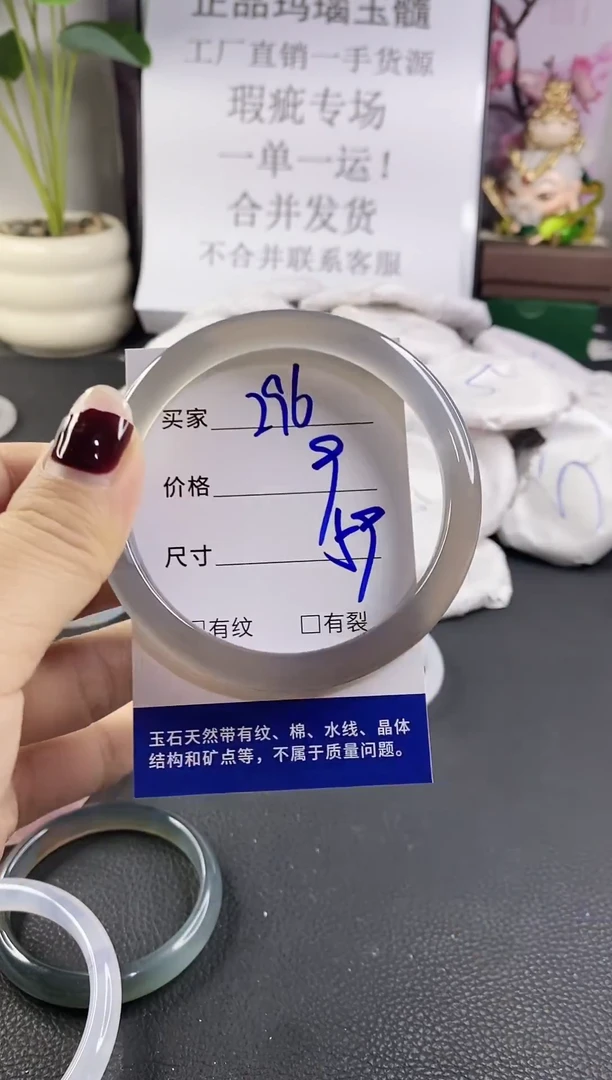 正品玛瑙玉髓
工厂直销一手货源
瑕疵专场
一单一运！
合并发货
不合并联系客服
买家 296
价格 9
尺寸 59
□有纹 □有裂
玉石天然带有纹、棉、水线、晶体
结构和矿点等，不属于质量问题。
5